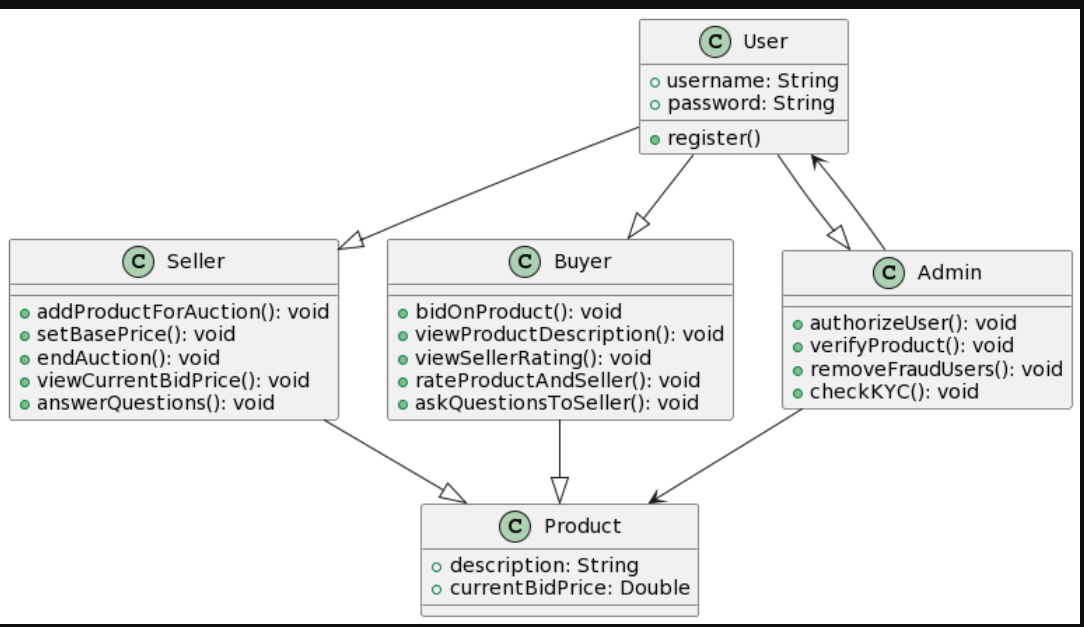 C User
username: String
password: String
register()
C Seller
addProductForAuction(): void
setBasePrice(): void
endAuction(): void
viewCurrentBidPrice(): void
answerQuestions(): void
C Buyer
bidOnProduct(): void
viewProductDescription(): void
viewSellerRating(): void
rateProductAndSeller(): void
askQuestionsToSeller(): void
C Admin
authorizeUser(): void
verifyProduct(): void
removeFraudUsers(): void
checkKYC(): void
C Product
description: String
currentBidPrice: Double